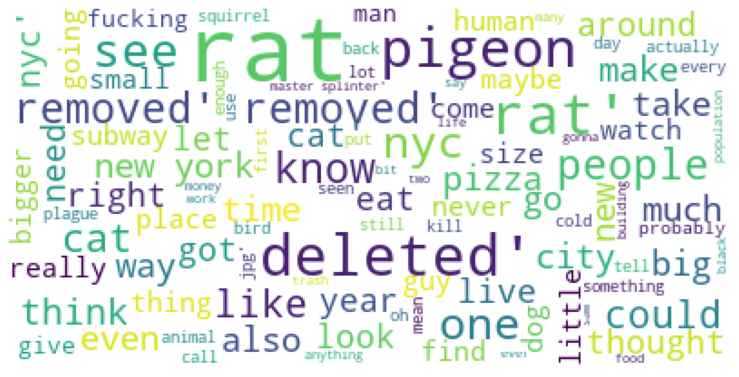 fucking squirrel man human around
nyc' going see rat back pigeon many day actually
small lot maybe make every
enough use master splinter' say
removed' removed' come rat' take
need subway let cat' put life gonna watch population
new york know nyc size people
bigger right money work seen bit two pizza go new building much
plague place time eat never
cat way got bird still kill cold probably
really jpg' deleted' city tell big
think thing like year guy live little something black
give even also look oh mean one dog could
animal call trash anything find ever food thought